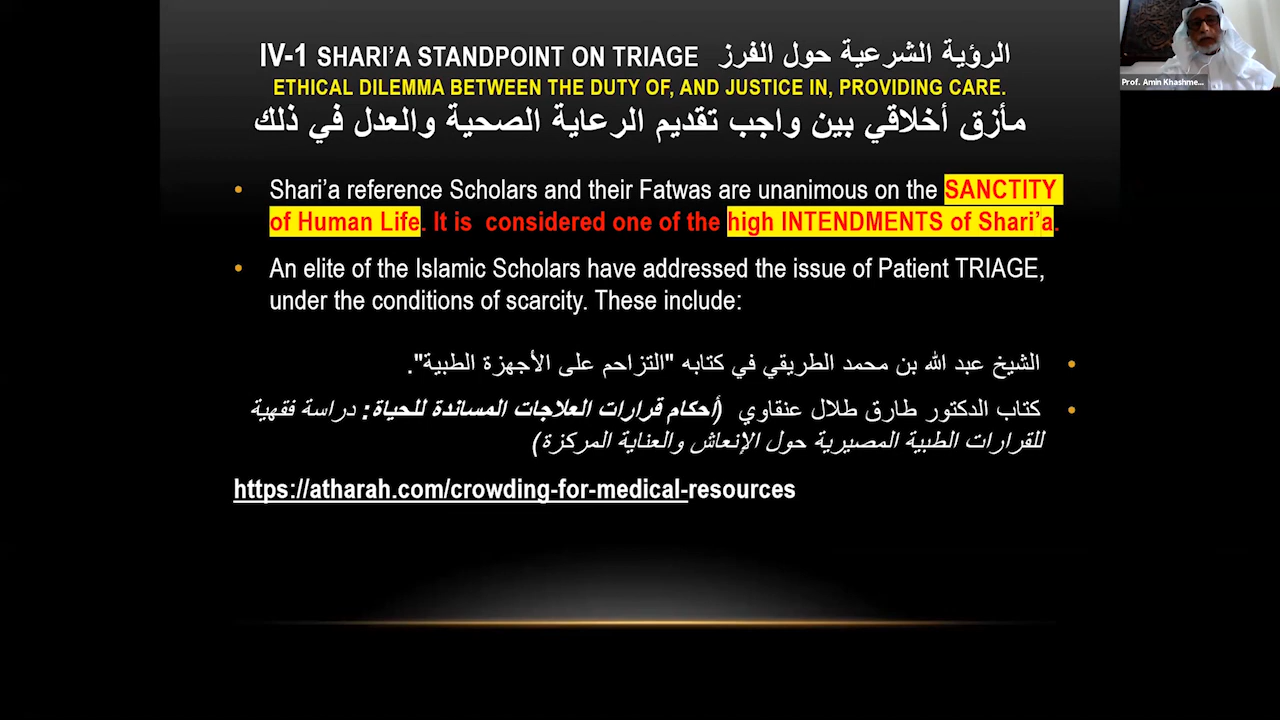 IV-1 SHARI'A STANDPOINT ON TRIAGE الرؤية الشرعية حول الفرز
ETHICAL DILEMMA BETWEEN THE DUTY OF, AND JUSTICE IN, PROVIDING CARE.
مأزق أخلاقي بين واجب تقديم الرعاية الصحية والعدل في ذلك
• Shari'a reference Scholars and their Fatwas are unanimous on the SANCTITY
of Human Life. It is considered one of the high INTENDMENTS of Shari'a.
• An elite of the Islamic Scholars have addressed the issue of Patient TRIAGE,
under the conditions of scarcity. These include:
• الشيخ عبد الله بن محمد الطريقي في كتابه "التزاحم على الأجهزة الطبية".
• كتاب الدكتور طارق طلال عنقاوي (أحكام قرارات العلاجات المساندة للحياة: دراسة فقهية
للقرارات الطبية المصيرية حول الإنعاش والعناية المركزة)
https://atharah.com/crowding-for-medical-resources
Prof. Amin Khashme...